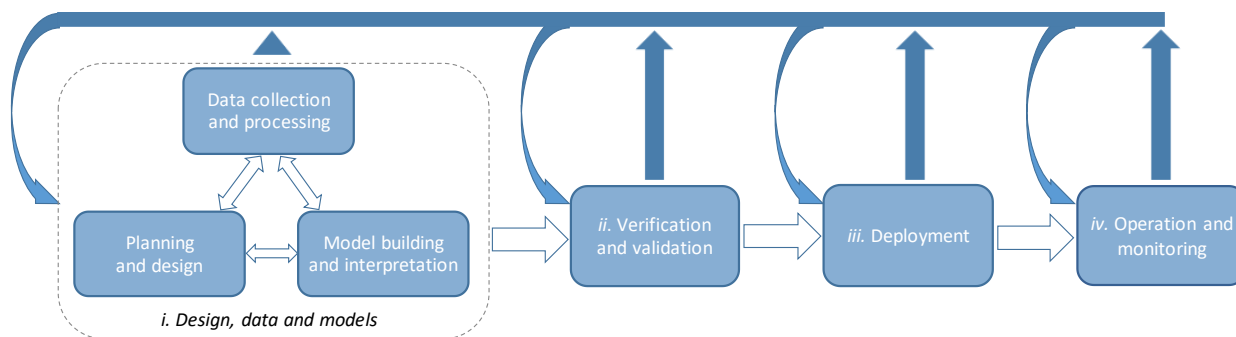 Data collection
and processing
Planning
and design
Model building
and interpretation
i. Design, data and models
ii. Verification
and validation
iii. Deployment
iv. Operation and
monitoring